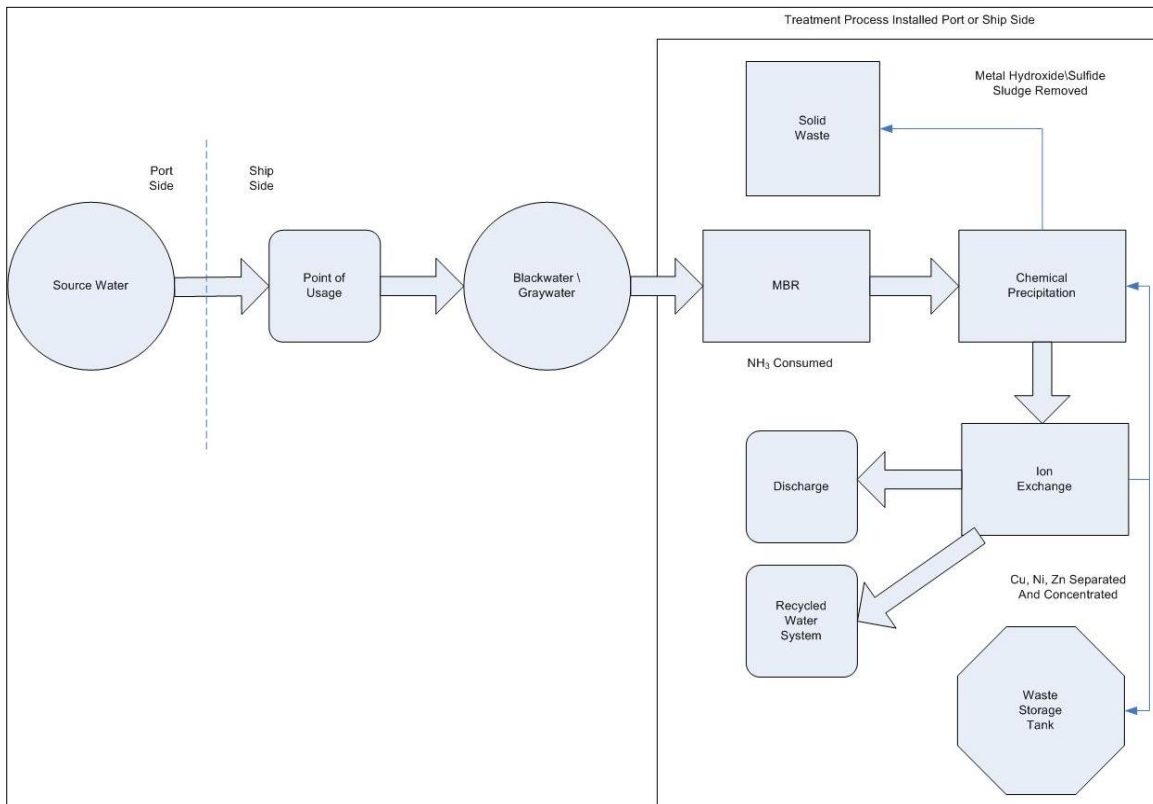 Treatment Process Installed Port or Ship Side
Metal Hydroxide\Sulfide
Sludge Removed
Solid
Waste
Port
Side
Ship
Side
Source Water
Point of
Usage
Blackwater \
Graywater
MBR
Chemical
Precipitation
NH₃ Consumed
Discharge
Ion
Exchange
Cu, Ni, Zn Separated
And Concentrated
Recycled
Water
System
Waste
Storage
Tank